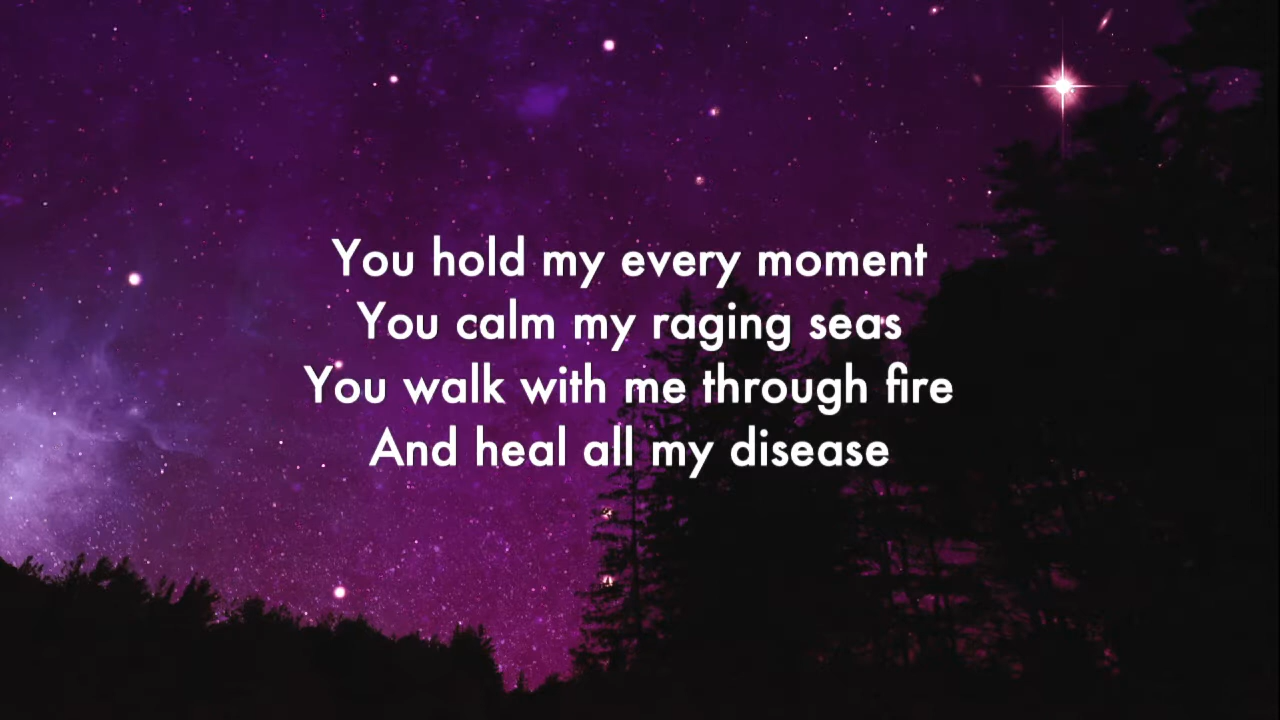 You hold my every moment
You calm my raging seas
You walk with me through fire
And heal all my disease